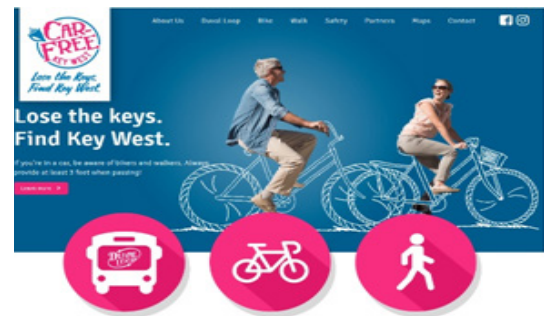 CAR-
FREE
KEY WEST
Lose the Keys.
Find Key West.
About Us Duval Loop Bike Walk Safety Partners Maps Contact
Lose the keys.
Find Key West.
If you're in a car, be aware of bikers and walkers. Always
provide at least 3 feet when passing!
Learn more >
DUVAL
LOOP